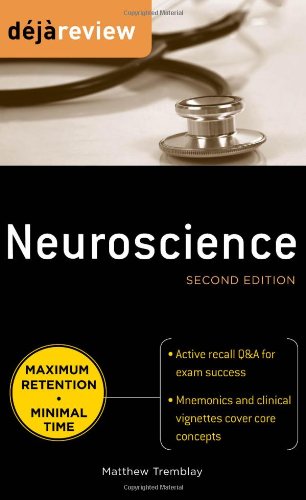 déjàreview
Neuroscience
SECOND EDITION
MAXIMUM
RETENTION
•
MINIMAL
TIME
• Active recall Q&A for
exam success
• Mnemonics and clinical
vignettes cover core
concepts
Matthew Tremblay